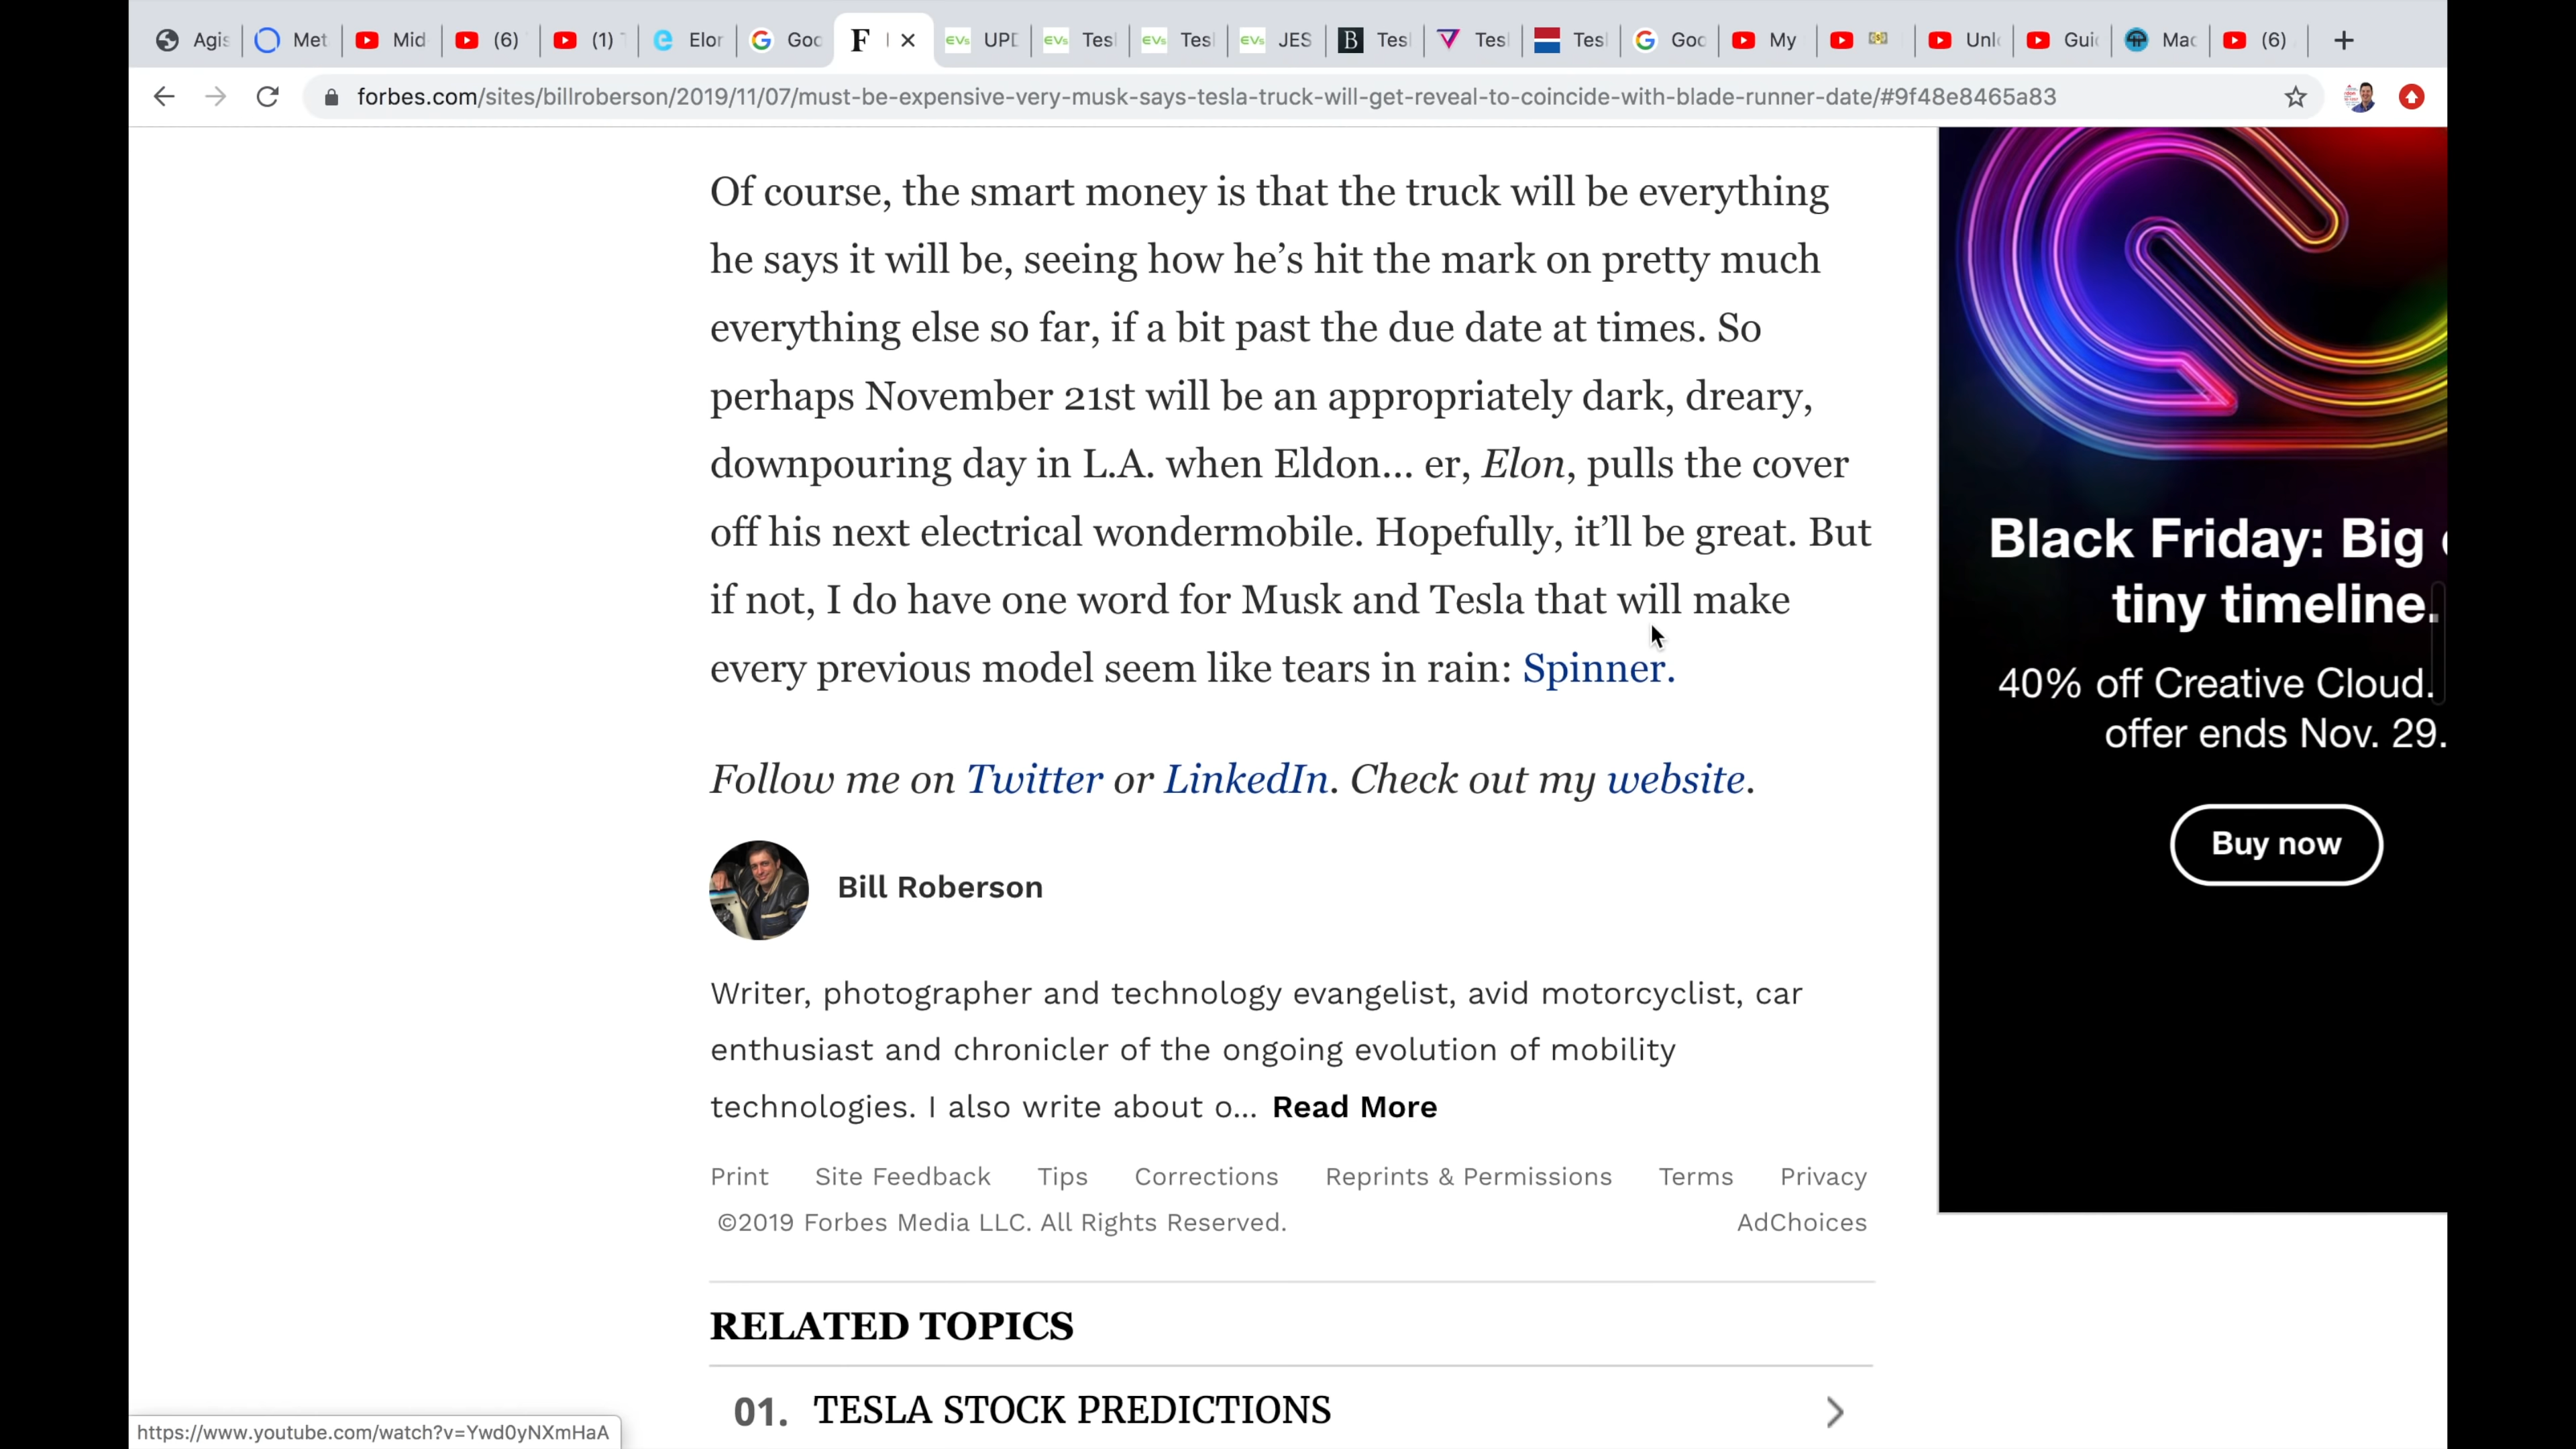 Agis Met Mid (6) (1) Elor Goo F UPD Tesl Tesl JES Tesl Tesl Tesl Goo My Unl Gui Mac (6)
forbes.com/sites/billroberson/2019/11/07/must-be-expensive-very-musk-says-tesla-truck-will-get-reveal-to-coincide-with-blade-runner-date/#9f48e8465a83
Of course, the smart money is that the truck will be everything
he says it will be, seeing how he’s hit the mark on pretty much
everything else so far, if a bit past the due date at times. So
perhaps November 21st will be an appropriately dark, dreary,
downpouring day in L.A. when Eldon... er, Elon, pulls the cover
off his next electrical wondermobile. Hopefully, it’ll be great. But
if not, I do have one word for Musk and Tesla that will make
every previous model seem like tears in rain: Spinner.
Follow me on Twitter or LinkedIn. Check out my website.
Bill Roberson
Writer, photographer and technology evangelist, avid motorcyclist, car
enthusiast and chronicler of the ongoing evolution of mobility
technologies. I also write about o... Read More
Print Site Feedback Tips Corrections Reprints & Permissions Terms Privacy
©2019 Forbes Media LLC. All Rights Reserved. AdChoices
RELATED TOPICS
01. TESLA STOCK PREDICTIONS
Black Friday: Big
tiny timeline.
40% off Creative Cloud.
offer ends Nov. 29.
Buy now
https://www.youtube.com/watch?v=Ywd0yNXmHaA